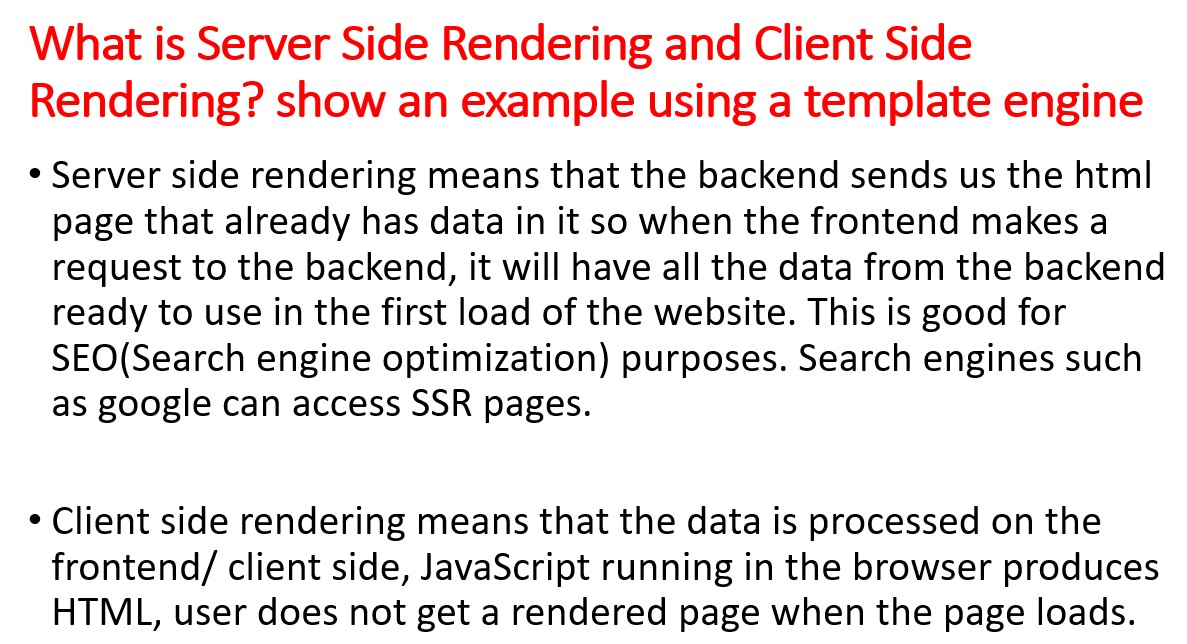 What is Server Side Rendering and Client Side
Rendering? show an example using a template engine
• Server side rendering means that the backend sends us the html
page that already has data in it so when the frontend makes a
request to the backend, it will have all the data from the backend
ready to use in the first load of the website. This is good for
SEO(Search engine optimization) purposes. Search engines such
as google can access SSR pages.
• Client side rendering means that the data is processed on the
frontend/ client side, JavaScript running in the browser produces
HTML, user does not get a rendered page when the page loads.